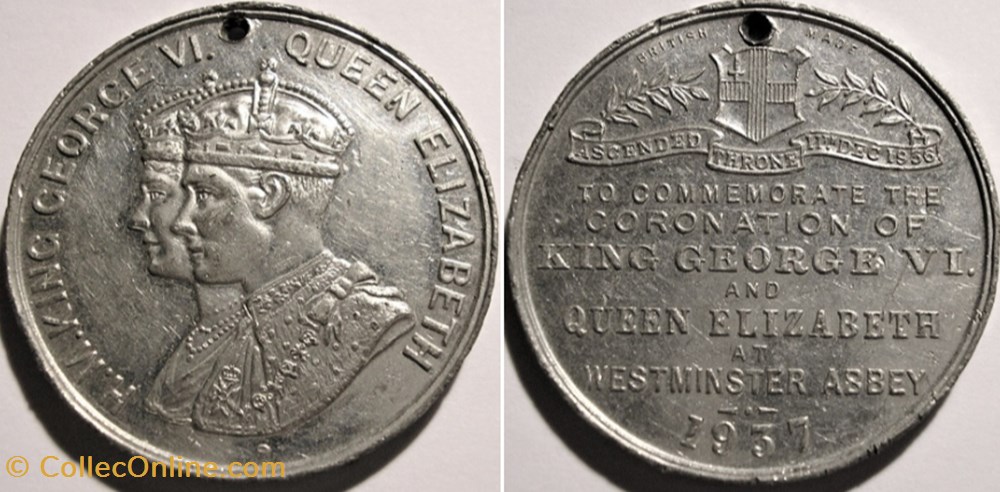 H.M. KING GEORGE VI. QUEEN ELIZABETH
BRITISH MADE
ASCENDED THRONE 11TH DEC 1936
TO COMMEMORATE THE
CORONATION OF
KING GEORGE VI.
AND
QUEEN ELIZABETH
AT
WESTMINSTER ABBEY
1937
© CollecOnline.com